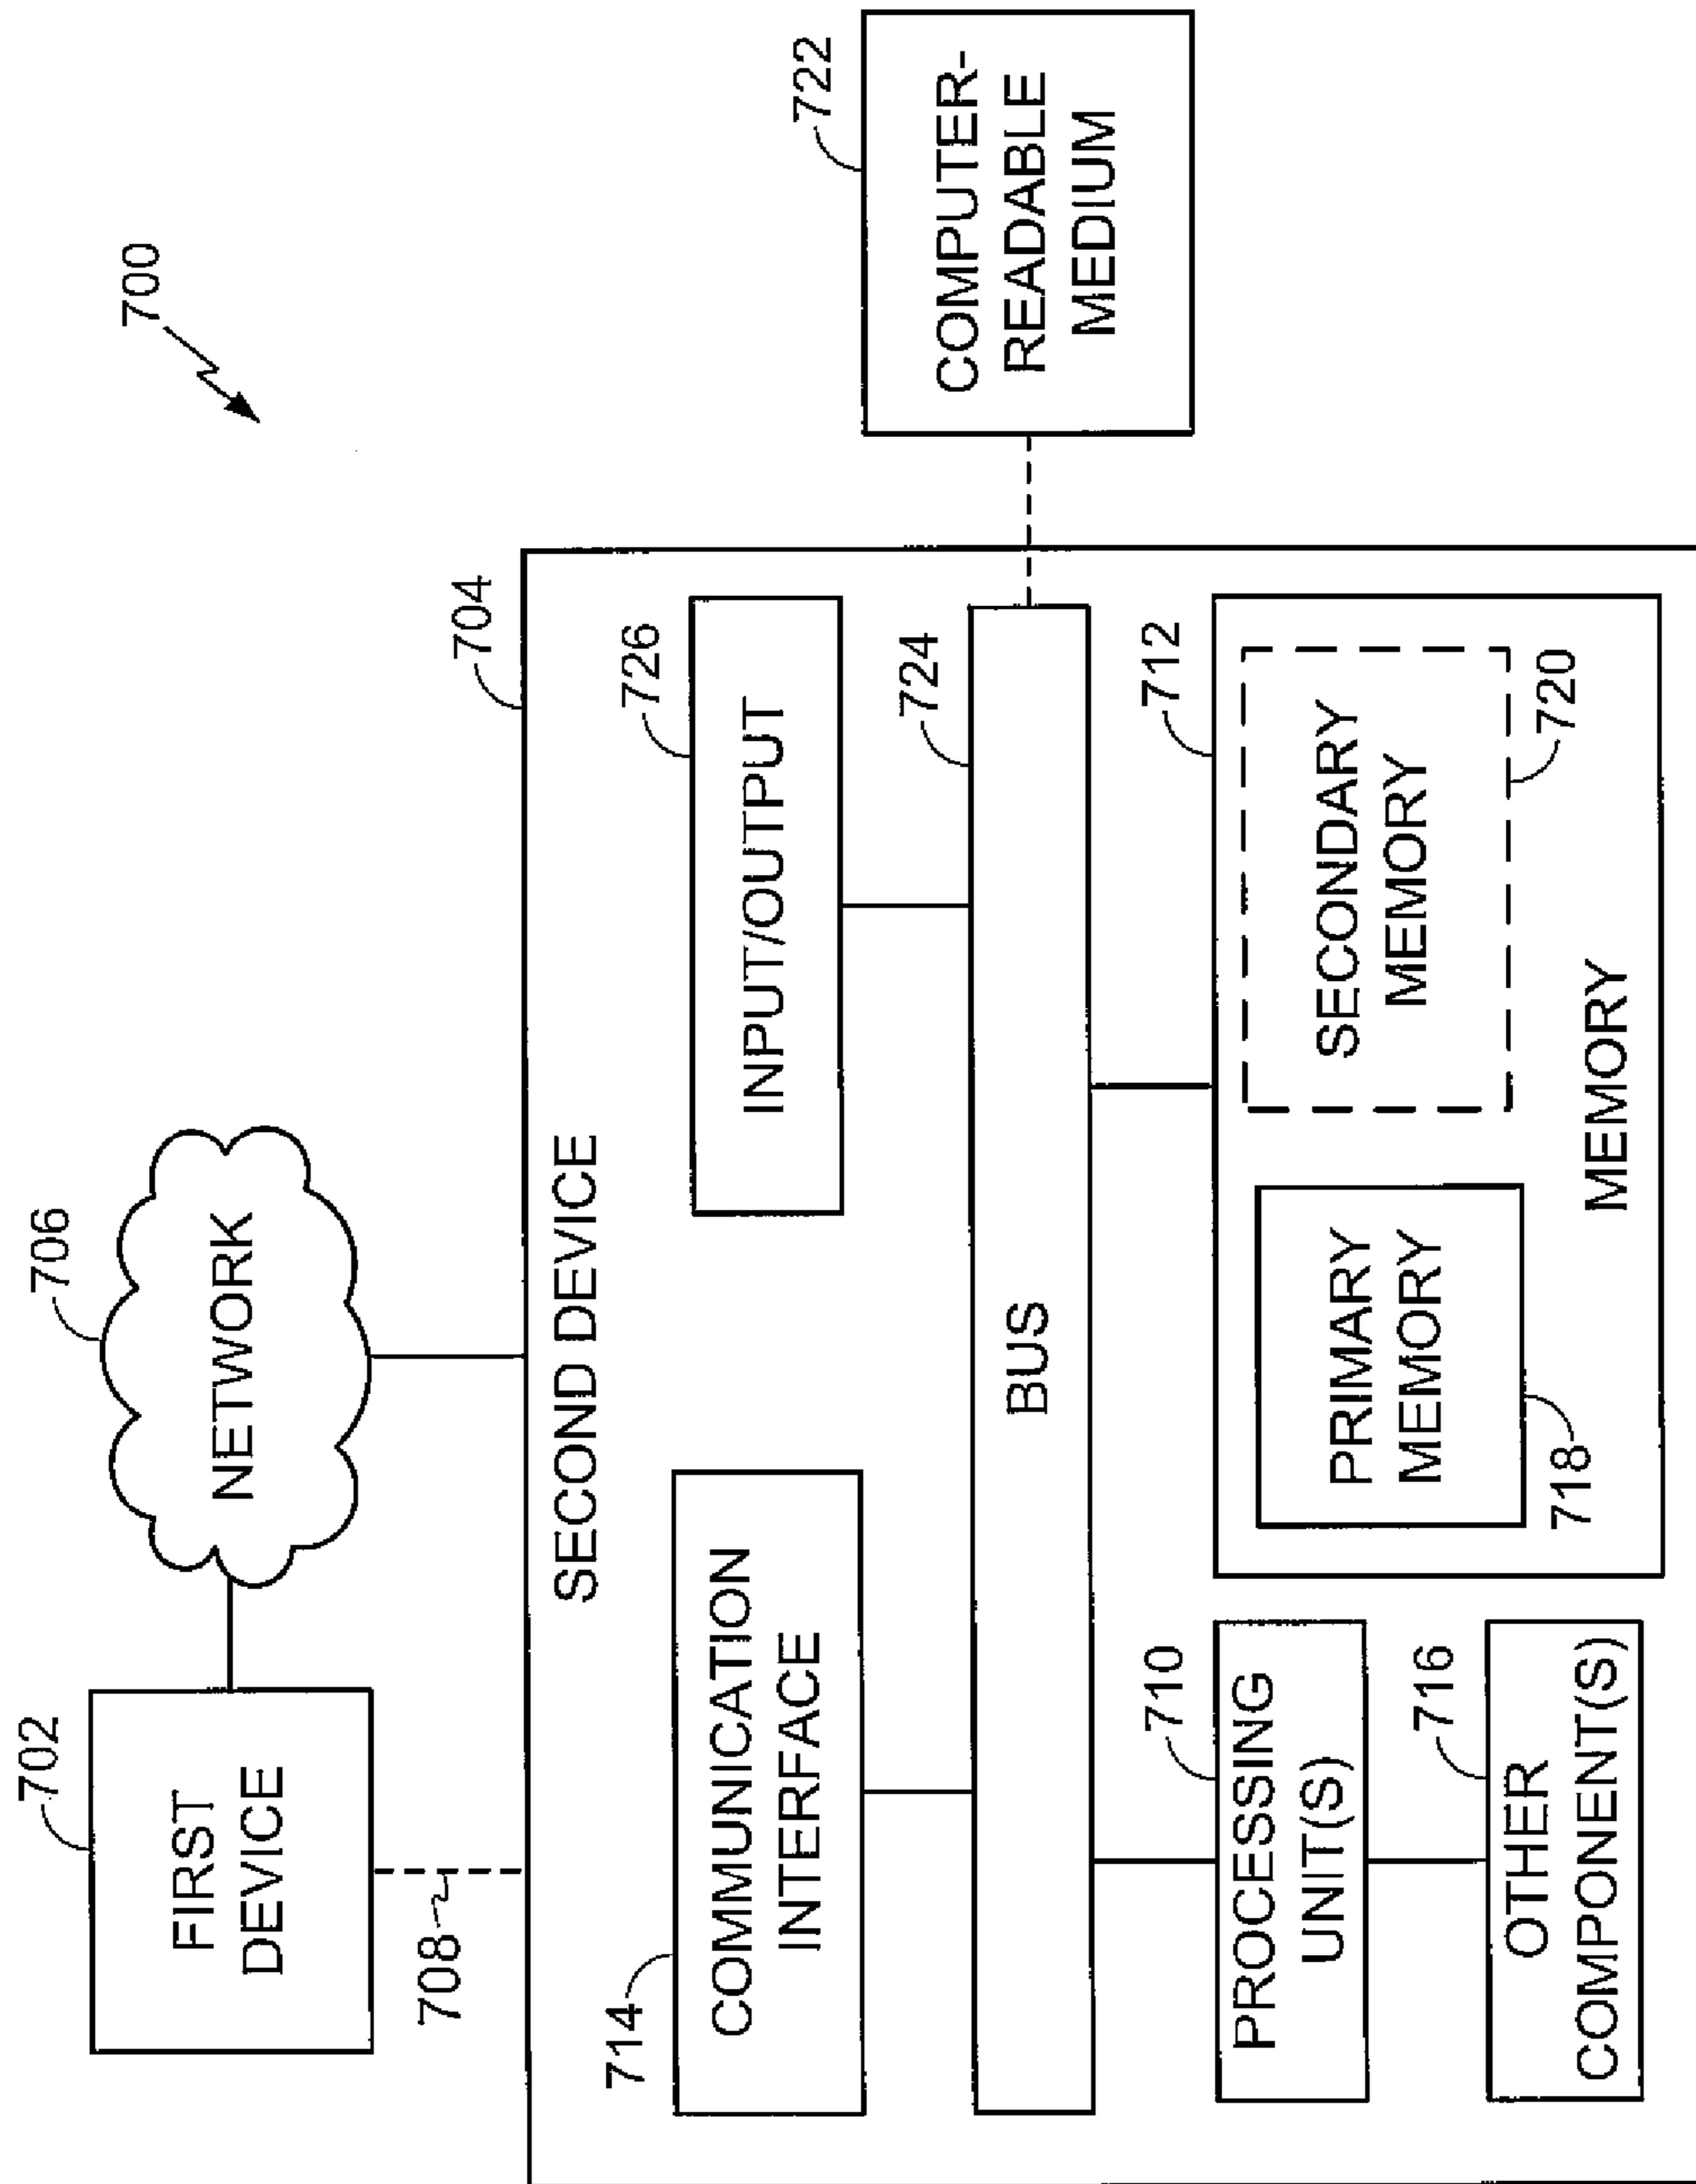 700
702
FIRST
DEVICE
706
NETWORK
708
704
SECOND DEVICE
714
COMMUNICATION
INTERFACE
726
INPUT/OUTPUT
724
BUS
722
COMPUTER-
READABLE
MEDIUM
710
PROCESSING
UNIT(S)
716
OTHER
COMPONENT(S)
712
PRIMARY
MEMORY
718
SECONDARY
MEMORY
720
MEMORY